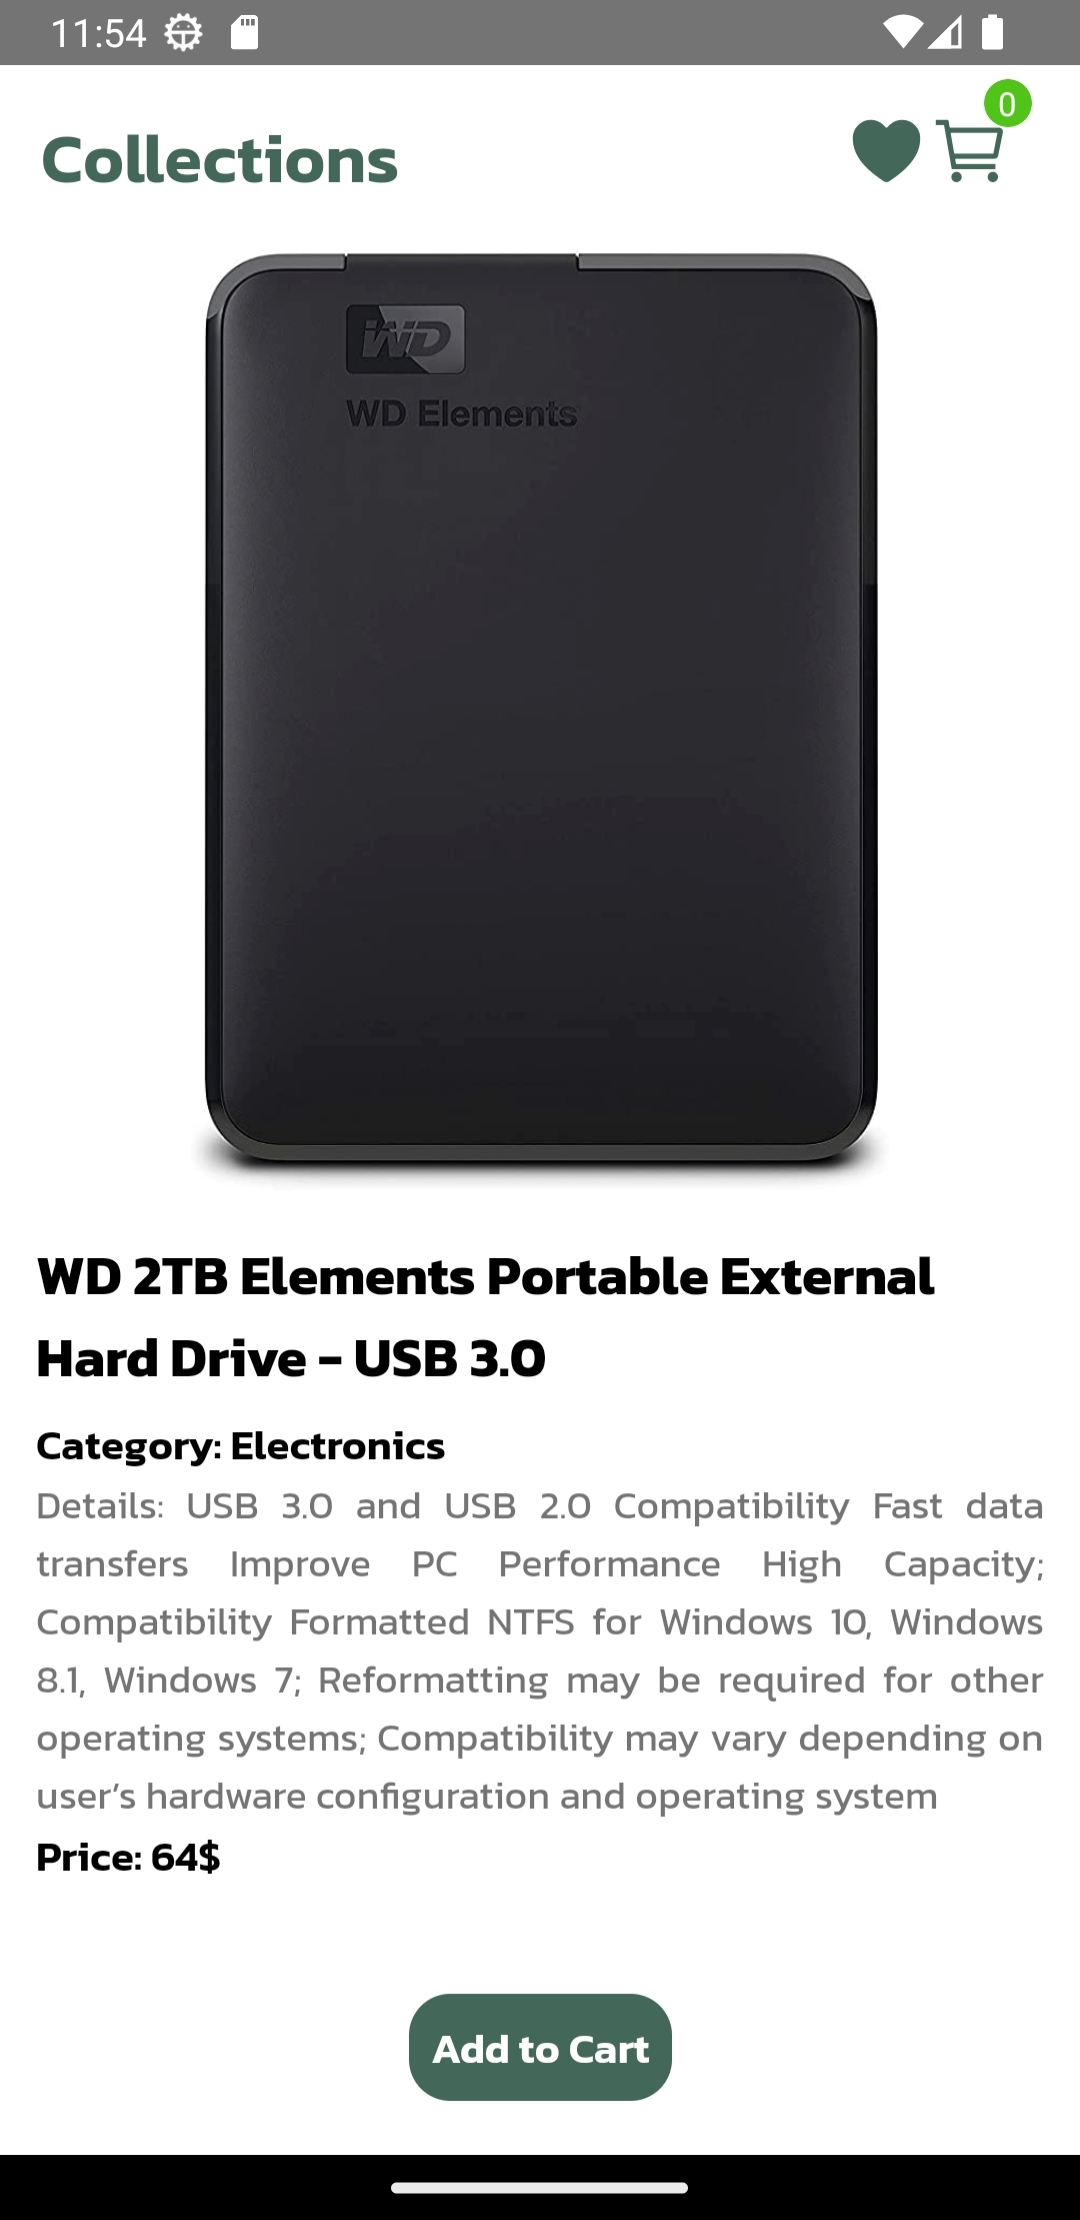 11:54
0
Collections
WD
WD Elements
WD 2TB Elements Portable External
Hard Drive - USB 3.0
Category: Electronics
Details: USB 3.0 and USB 2.0 Compatibility Fast data
transfers Improve PC Performance High Capacity;
Compatibility Formatted NTFS for Windows 10, Windows
8.1, Windows 7; Reformatting may be required for other
operating systems; Compatibility may vary depending on
user’s hardware configuration and operating system
Price: 64$
Add to Cart